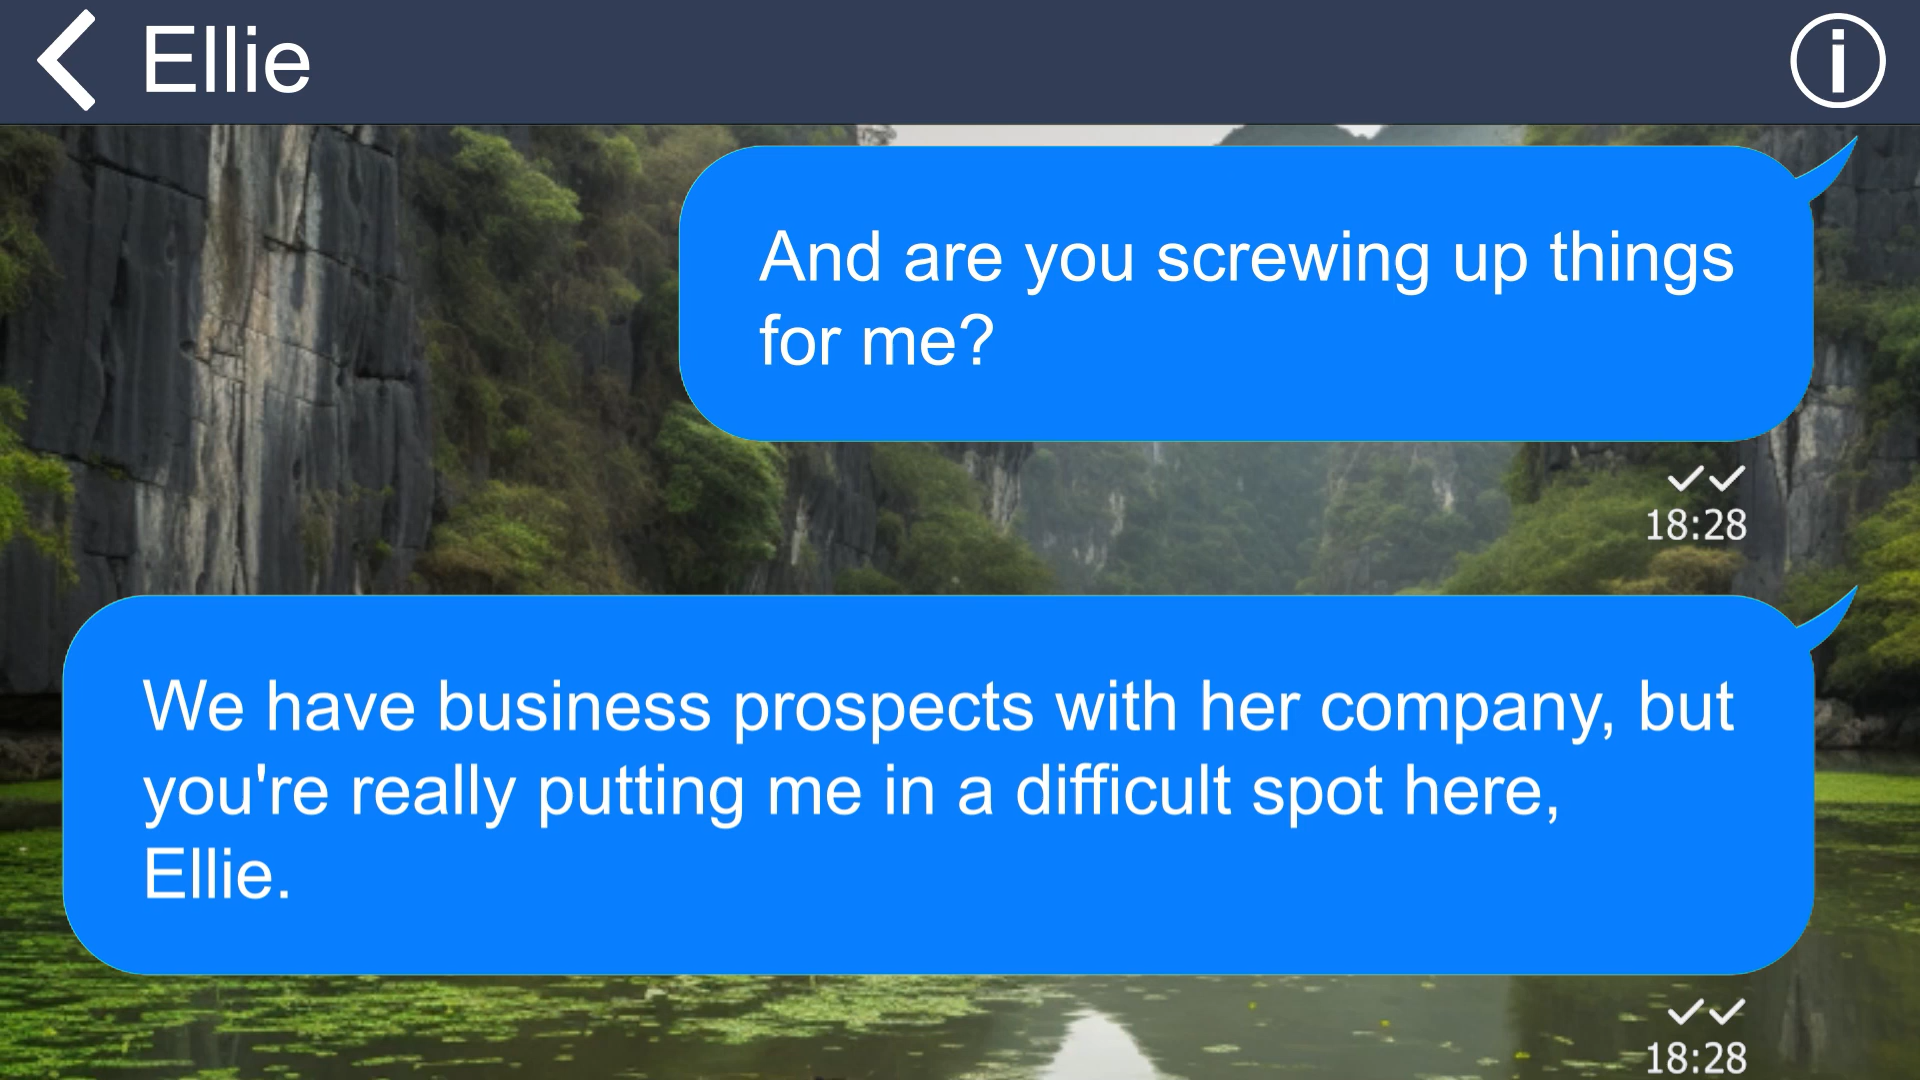 Ellie
And are you screwing up things
for me?
18:28
We have business prospects with her company, but
you're really putting me in a difficult spot here,
Ellie.
18:28